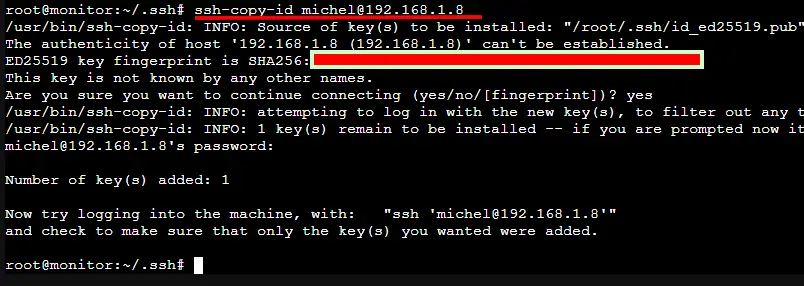 root@monitor:~/.ssh# ssh-copy-id michel@192.168.1.8
/usr/bin/ssh-copy-id: INFO: Source of key(s) to be installed: "/root/.ssh/id_ed25519.pub"
The authenticity of host '192.168.1.8 (192.168.1.8)' can't be established.
ED25519 key fingerprint is SHA256:
This key is not known by any other names.
Are you sure you want to continue connecting (yes/no/[fingerprint])? yes
/usr/bin/ssh-copy-id: INFO: attempting to log in with the new key(s), to filter out any t
/usr/bin/ssh-copy-id: INFO: 1 key(s) remain to be installed -- if you are prompted now it
michel@192.168.1.8's password:
Number of key(s) added: 1
Now try logging into the machine, with:   "ssh 'michel@192.168.1.8'"
and check to make sure that only the key(s) you wanted were added.
root@monitor:~/.ssh#